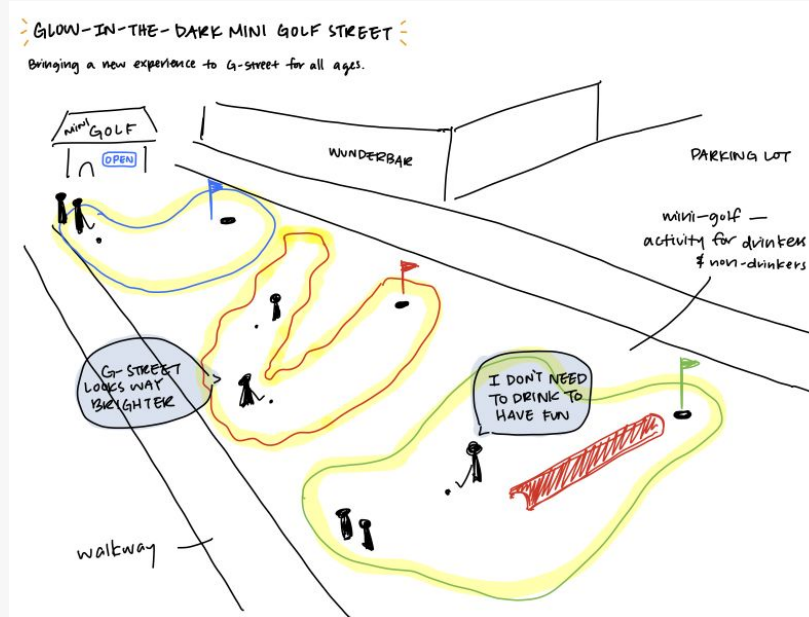 GLOW-IN-THE-DARK MINI GOLF STREET
Bringing a new experience to G-street for all ages.
mini GOLF
OPEN
WUNDERBAR
PARKING LOT
mini-golf —
activity for drinkers
& non-drinkers
G-STREET
LOOKS WAY
BRIGHTER
I DON'T NEED
TO DRINK TO
HAVE FUN
walkway